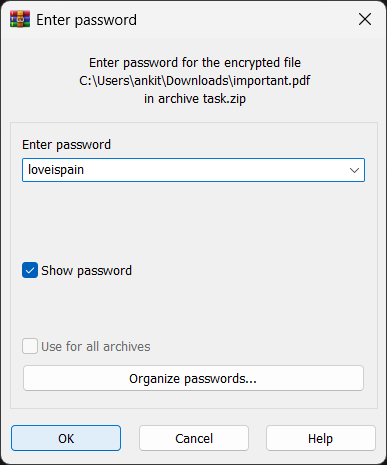 Enter password
Enter password for the encrypted file
C:\Users\ankit\Downloads\important.pdf
in archive task.zip
Enter password
loveispain
Show password
Use for all archives
Organize passwords...
OK
Cancel
Help